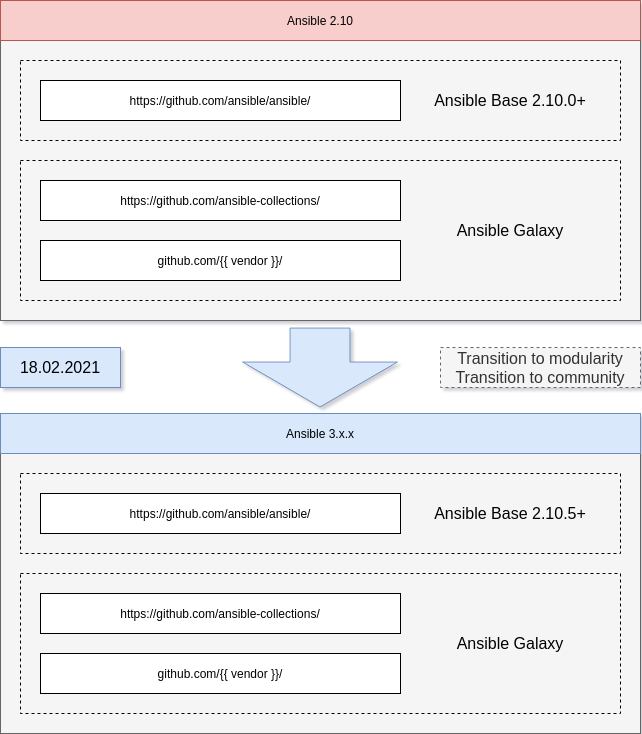 Ansible 2.10
https://github.com/ansible/ansible/
Ansible Base 2.10.0+
https://github.com/ansible-collections/
github.com/{{ vendor }}/
Ansible Galaxy
18.02.2021
Transition to modularity
Transition to community
Ansible 3.x.x
https://github.com/ansible/ansible/
Ansible Base 2.10.5+
https://github.com/ansible-collections/
github.com/{{ vendor }}/
Ansible Galaxy